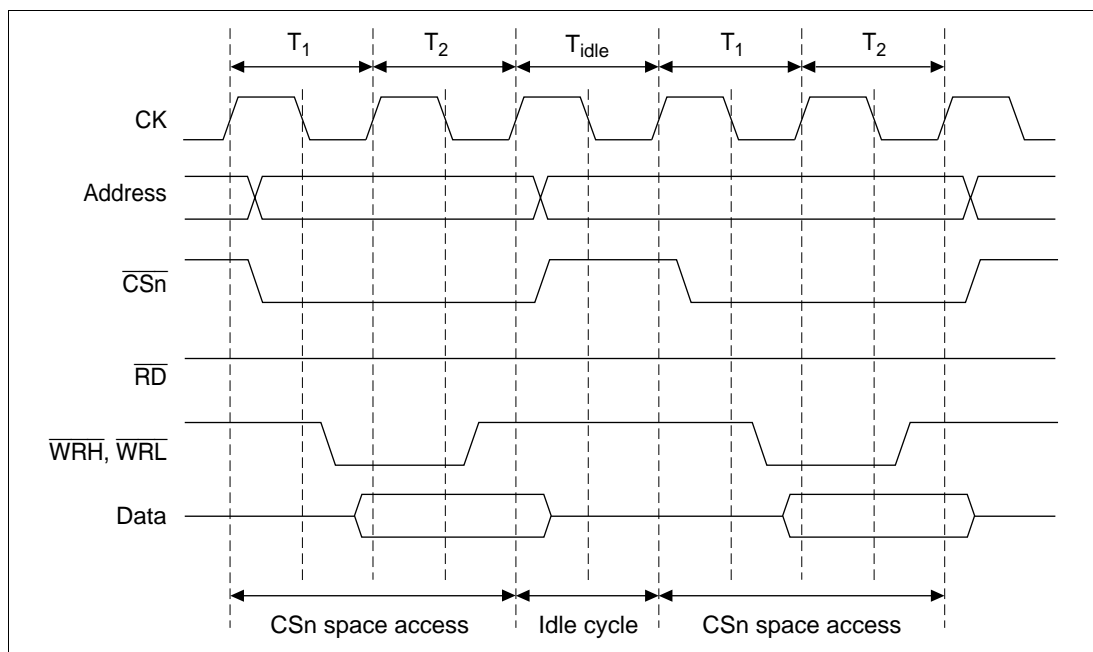 T1 T2 Tidle T1 T2
CK
Address
CSn
RD
WRH, WRL
Data
CSn space access Idle cycle CSn space access